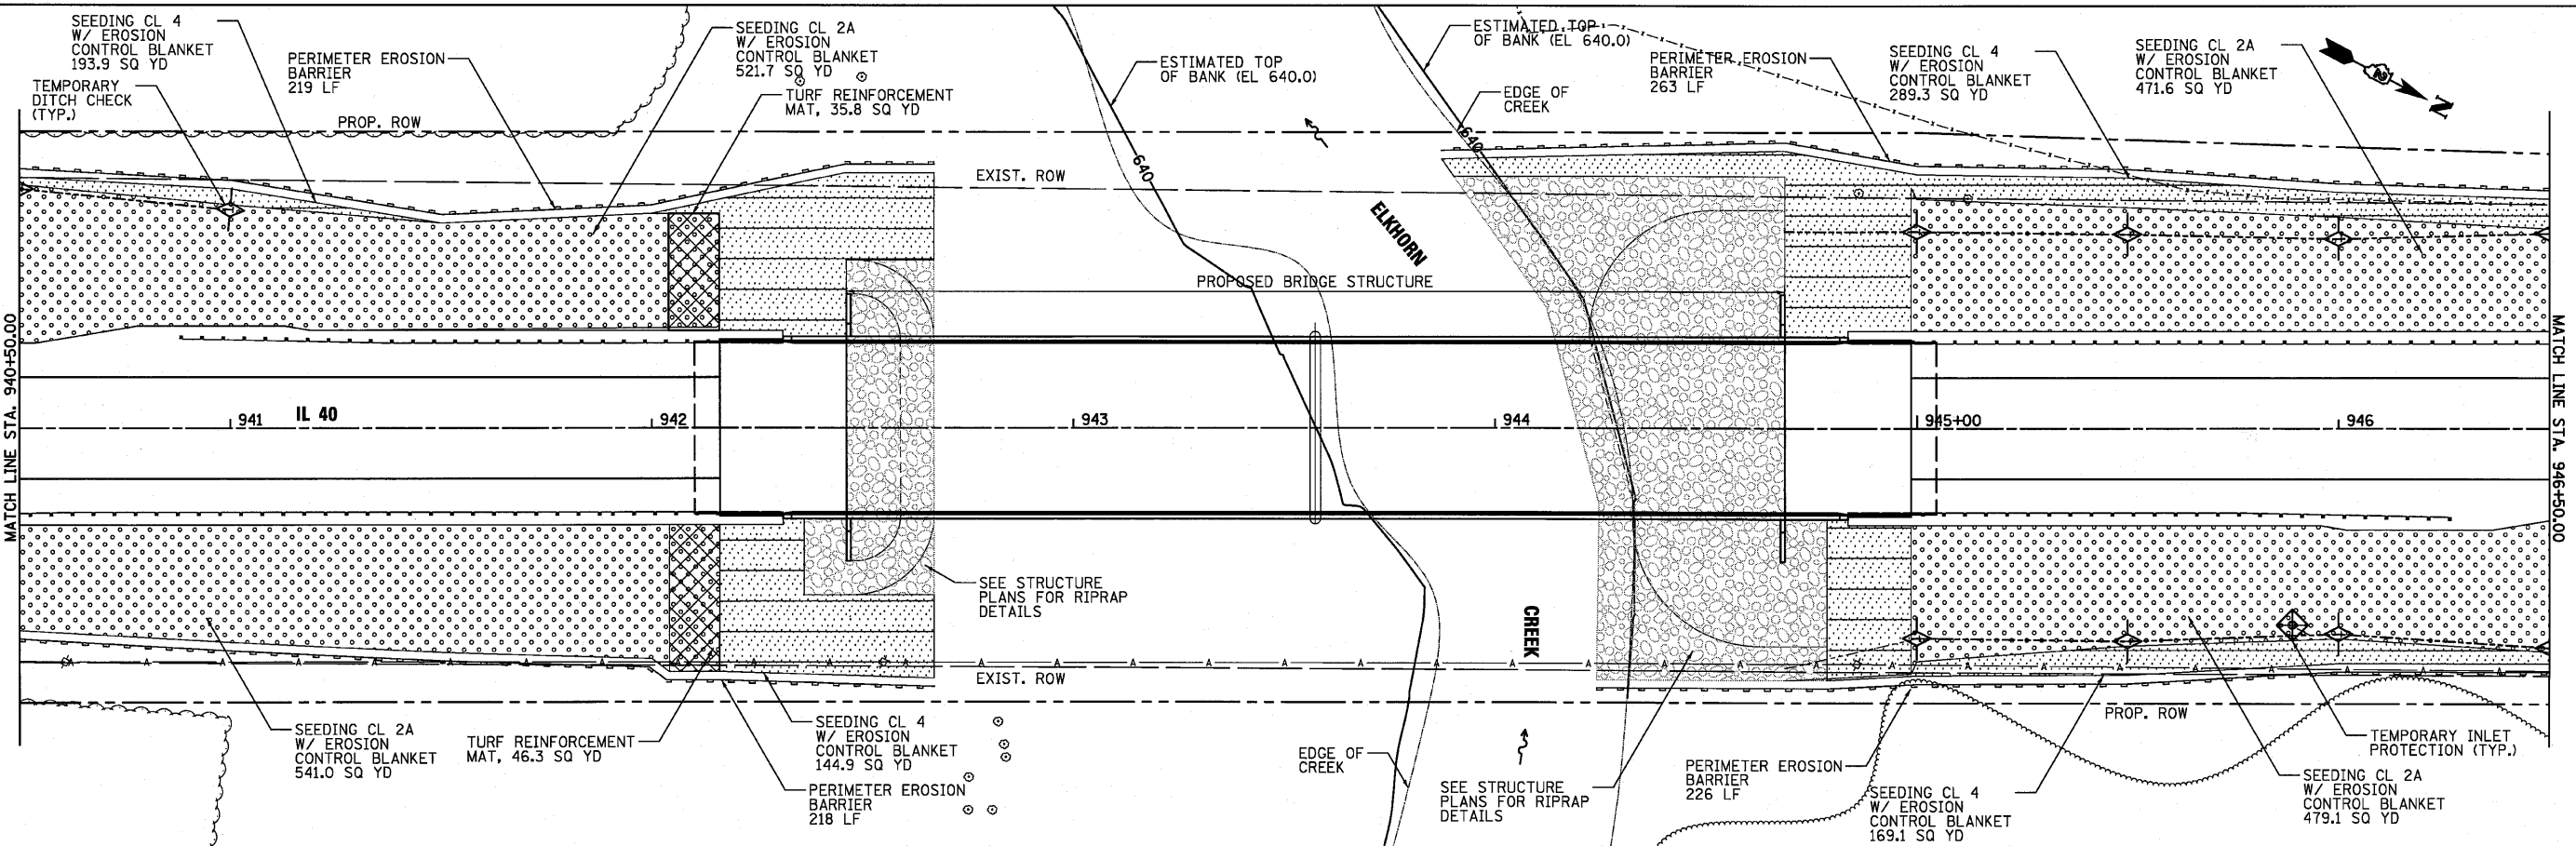 SEEDING CL 4
W/ EROSION
CONTROL BLANKET
193.9 SQ YD
TEMPORARY
DITCH CHECK
(TYP.)
PERIMETER EROSION
BARRIER
219 LF
PROP. ROW
SEEDING CL 2A
W/ EROSION
CONTROL BLANKET
521.7 SQ YD
TURF REINFORCEMENT
MAT, 35.8 SQ YD
ESTIMATED TOP
OF BANK (EL 640.0)
ESTIMATED TOP
OF BANK (EL 640.0)
EDGE OF
CREEK
PERIMETER EROSION
BARRIER
263 LF
SEEDING CL 4
W/ EROSION
CONTROL BLANKET
289.3 SQ YD
SEEDING CL 2A
W/ EROSION
CONTROL BLANKET
471.6 SQ YD
N
640
640
EXIST. ROW
ELKHORN
PROPOSED BRIDGE STRUCTURE
MATCH LINE STA. 940+50.00
MATCH LINE STA. 946+50.00
941
IL 40
942
943
944
945+00
946
SEE STRUCTURE
PLANS FOR RIPRAP
DETAILS
CREEK
A A A A A A A A A A A A A A A A A A A A A A A A A A A A A A A A A
EXIST. ROW
PROP. ROW
SEEDING CL 2A
W/ EROSION
CONTROL BLANKET
541.0 SQ YD
TURF REINFORCEMENT
MAT, 46.3 SQ YD
SEEDING CL 4
W/ EROSION
CONTROL BLANKET
144.9 SQ YD
PERIMETER EROSION
BARRIER
218 LF
EDGE OF
CREEK
SEE STRUCTURE
PLANS FOR RIPRAP
DETAILS
PERIMETER EROSION
BARRIER
226 LF
SEEDING CL 4
W/ EROSION
CONTROL BLANKET
169.1 SQ YD
TEMPORARY INLET
PROTECTION (TYP.)
SEEDING CL 2A
W/ EROSION
CONTROL BLANKET
479.1 SQ YD